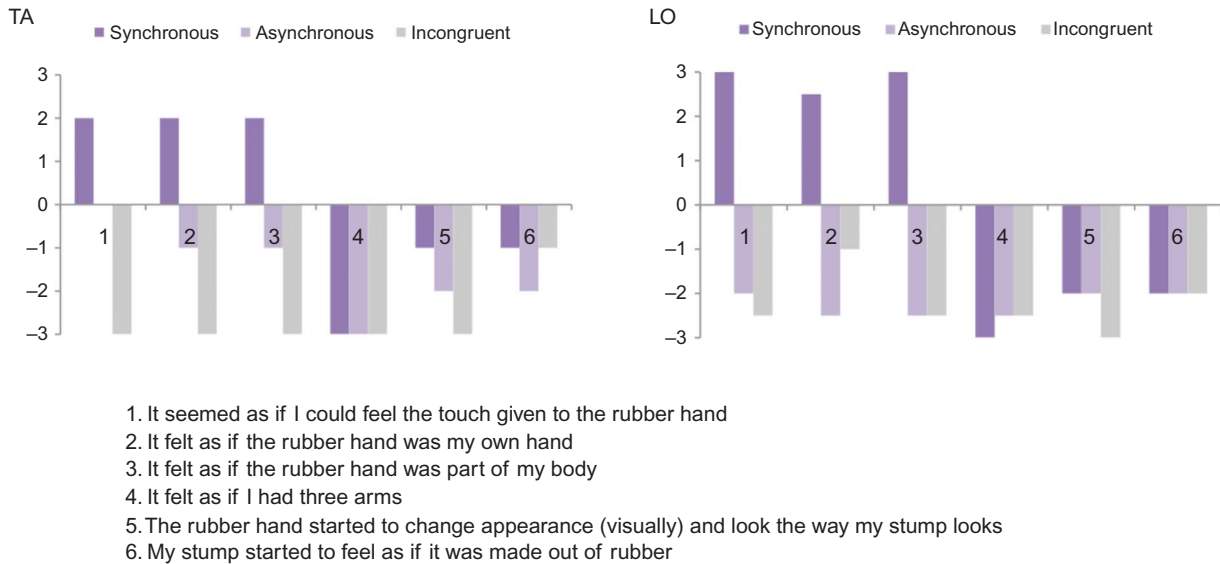 TA
Synchronous Asynchronous Incongruent
3
2
1
0
–1
–2
–3
1 2 3 4 5 6
LO
Synchronous Asynchronous Incongruent
3
2
1
0
–1
–2
–3
1 2 3 4 5 6
1. It seemed as if I could feel the touch given to the rubber hand
2. It felt as if the rubber hand was my own hand
3. It felt as if the rubber hand was part of my body
4. It felt as if I had three arms
5. The rubber hand started to change appearance (visually) and look the way my stump looks
6. My stump started to feel as if it was made out of rubber